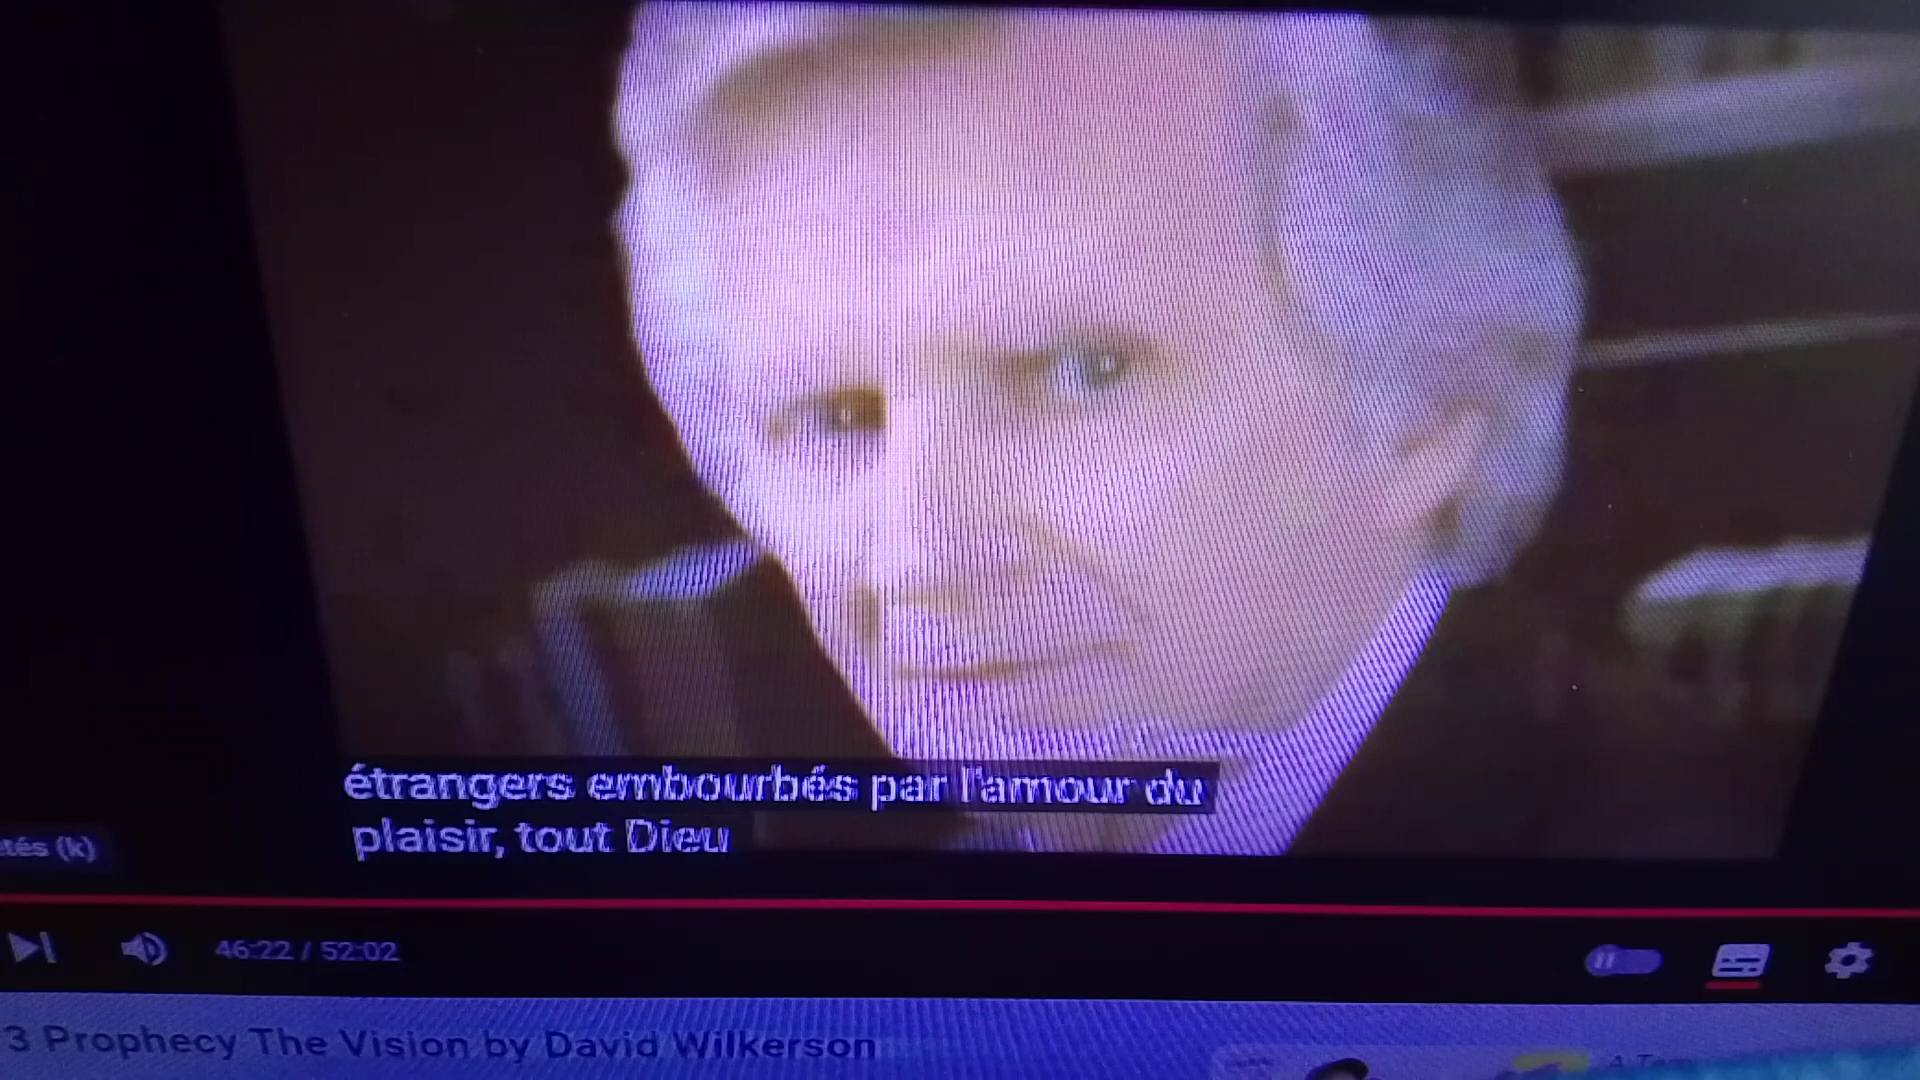 étrangers embourbés par l'amour du
plaisir, tout Dieu
tés (k)
46:22 / 52:02
3 Prophecy The Vision by David Wilkerson